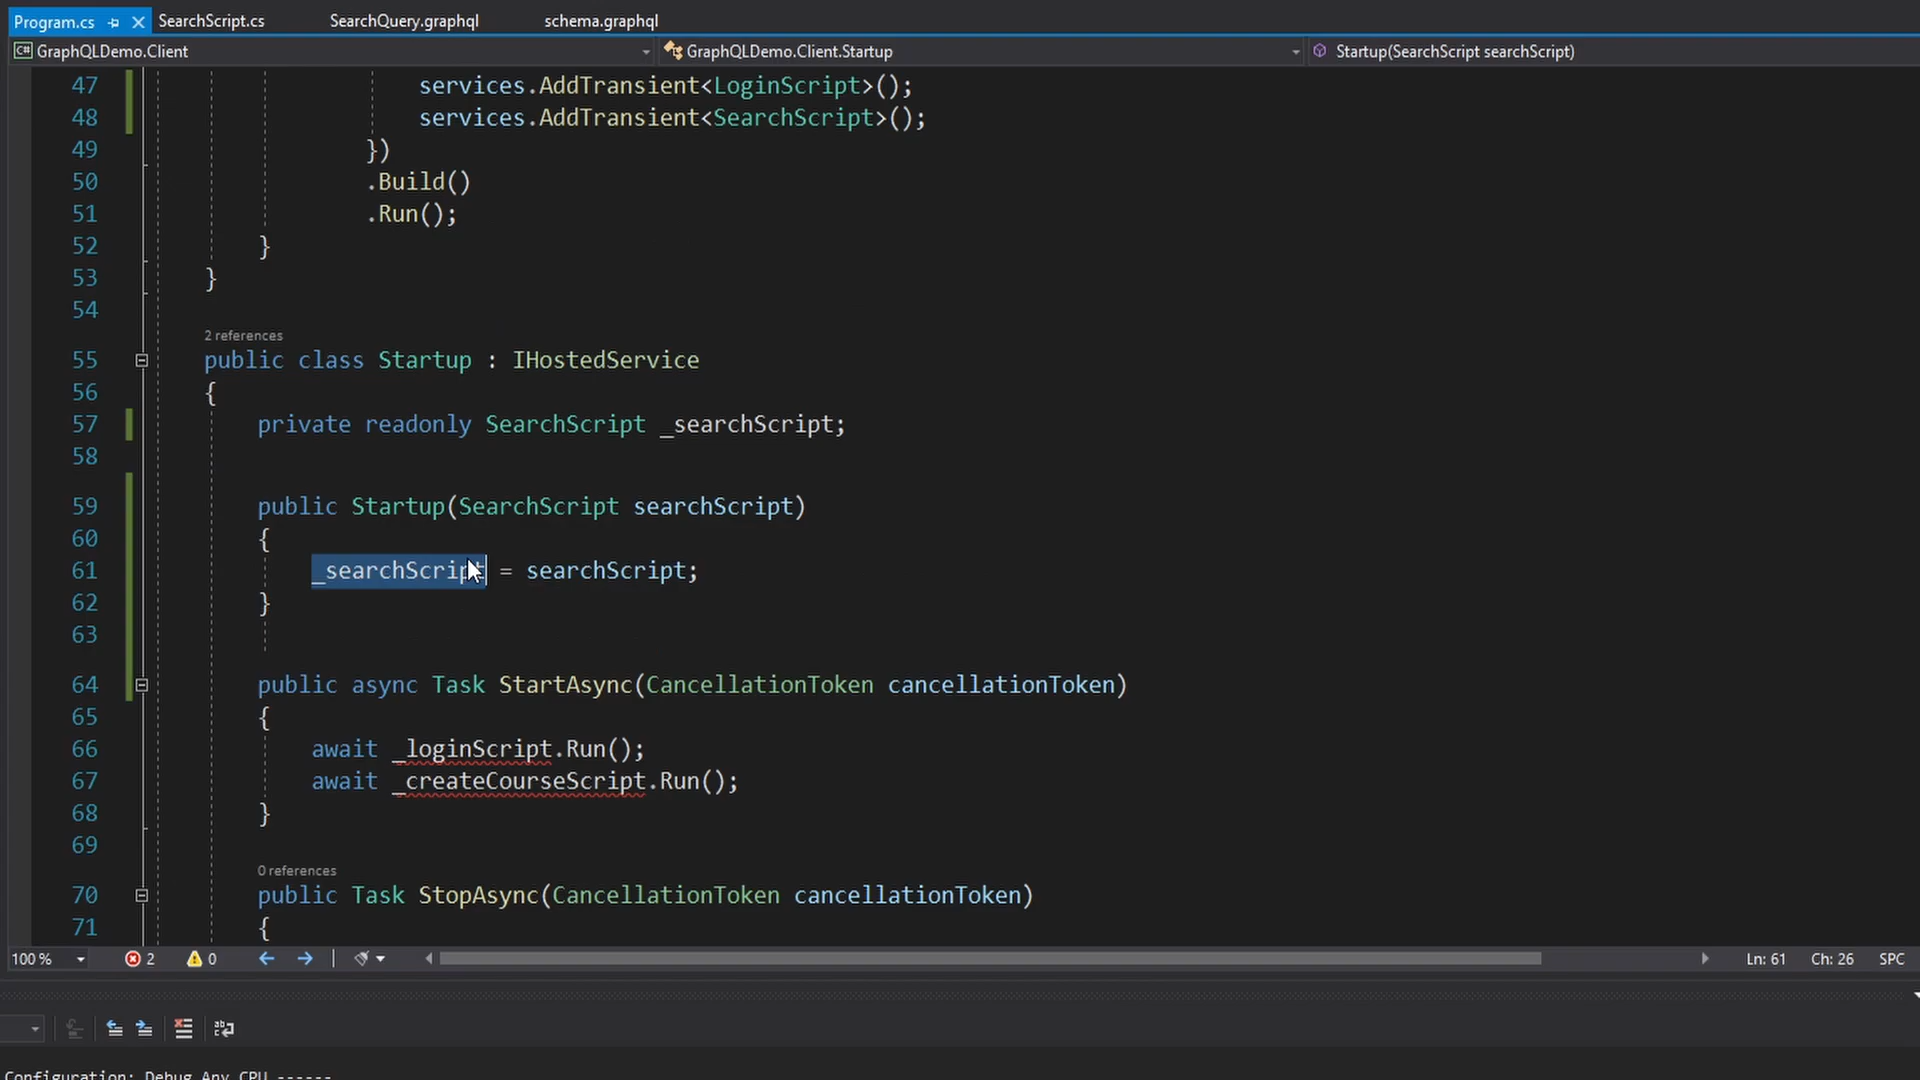 Program.cs SearchScript.cs SearchQuery.graphql schema.graphql
C# GraphQLDemo.Client GraphQLDemo.Client.Startup Startup(SearchScript searchScript)
47 services.AddTransient<LoginScript>();
48 services.AddTransient<SearchScript>();
49 })
50 .Build()
51 .Run();
52 }
53 }
54
2 references
55 public class Startup : IHostedService
56 {
57 private readonly SearchScript _searchScript;
58
59 public Startup(SearchScript searchScript)
60 {
61 _searchScript = searchScript;
62 }
63
64 public async Task StartAsync(CancellationToken cancellationToken)
65 {
66 await _loginScript.Run();
67 await _createCourseScript.Run();
68 }
69
0 references
70 public Task StopAsync(CancellationToken cancellationToken)
71 {
100 % 2 0 Ln: 61 Ch: 26 SPC
Configuration: Debug Any CPU ------